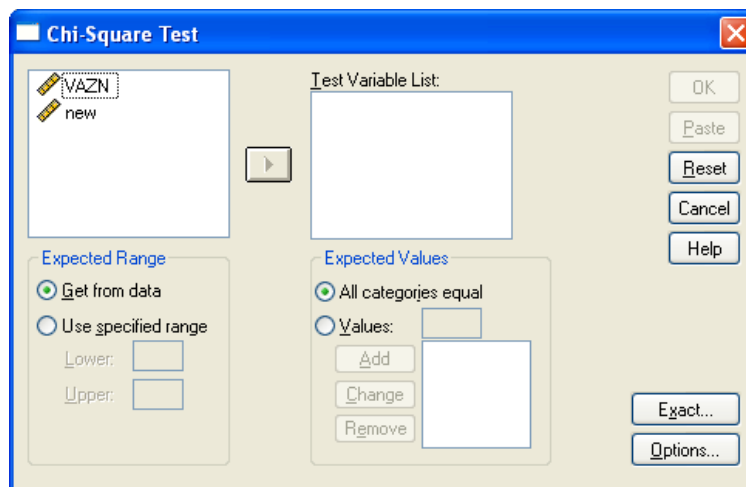 Chi-Square Test
VAZN
new
Test Variable List:
OK
Paste
Reset
Cancel
Help
Expected Range
Get from data
Use specified range
Lower:
Upper:
Expected Values
All categories equal
Values:
Add
Change
Remove
Exact...
Options...